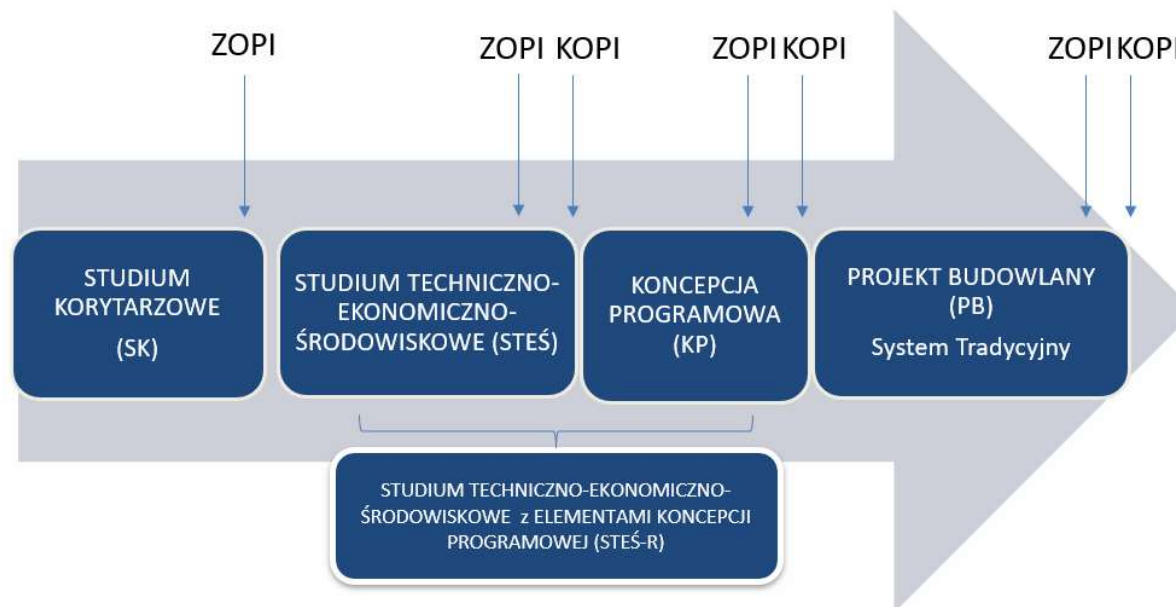 ZOPI
ZOPI KOPI
ZOPI KOPI
ZOPI KOPI
STUDIUM
KORYTARZOWE
(SK)
STUDIUM TECHNICZNO-
EKONOMICZNO-
ŚRODOWISKOWE (STEŚ)
KONCEPCJA
PROGRAMOWA
(KP)
PROJEKT BUDOWLANY
(PB)
System Tradycyjny
STUDIUM TECHNICZNO-EKONOMICZNO-
ŚRODOWISKOWE z ELEMENTAMI KONCEPCJI
PROGRAMOWEJ (STEŚ-R)